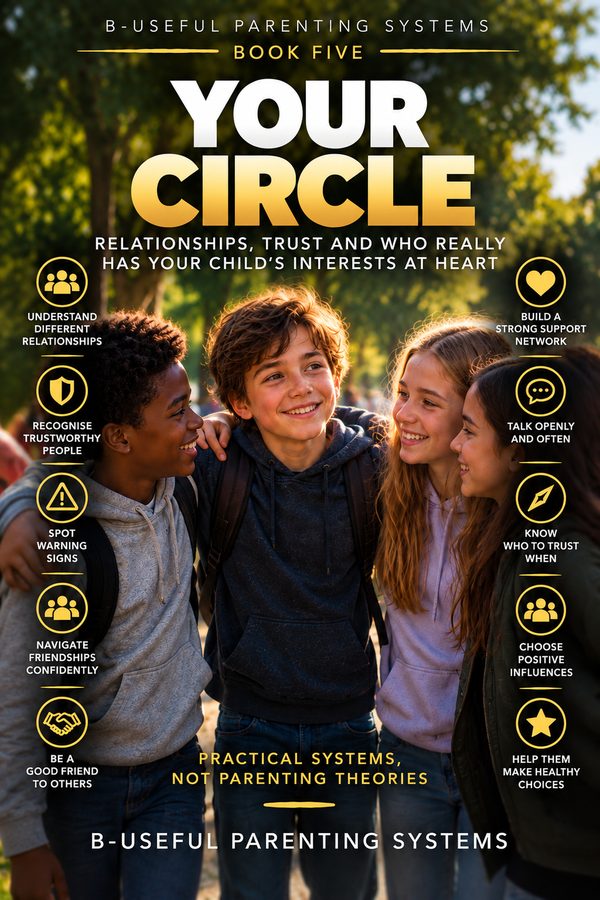 B-USEFUL PARENTING SYSTEMS
BOOK FIVE
YOUR
CIRCLE
RELATIONSHIPS, TRUST AND WHO REALLY
HAS YOUR CHILD'S INTERESTS AT HEART
UNDERSTAND
DIFFERENT
RELATIONSHIPS
RECOGNISE
TRUSTWORTHY
PEOPLE
SPOT
WARNING
SIGNS
NAVIGATE
FRIENDSHIPS
CONFIDENTLY
BE A
GOOD FRIEND
TO OTHERS
BUILD A
STRONG SUPPORT
NETWORK
TALK OPENLY
AND OFTEN
KNOW
WHO TO TRUST
WHEN
CHOOSE
POSITIVE
INFLUENCES
HELP THEM
MAKE HEALTHY
CHOICES
PRACTICAL SYSTEMS,
NOT PARENTING THEORIES
B-USEFUL PARENTING SYSTEMS